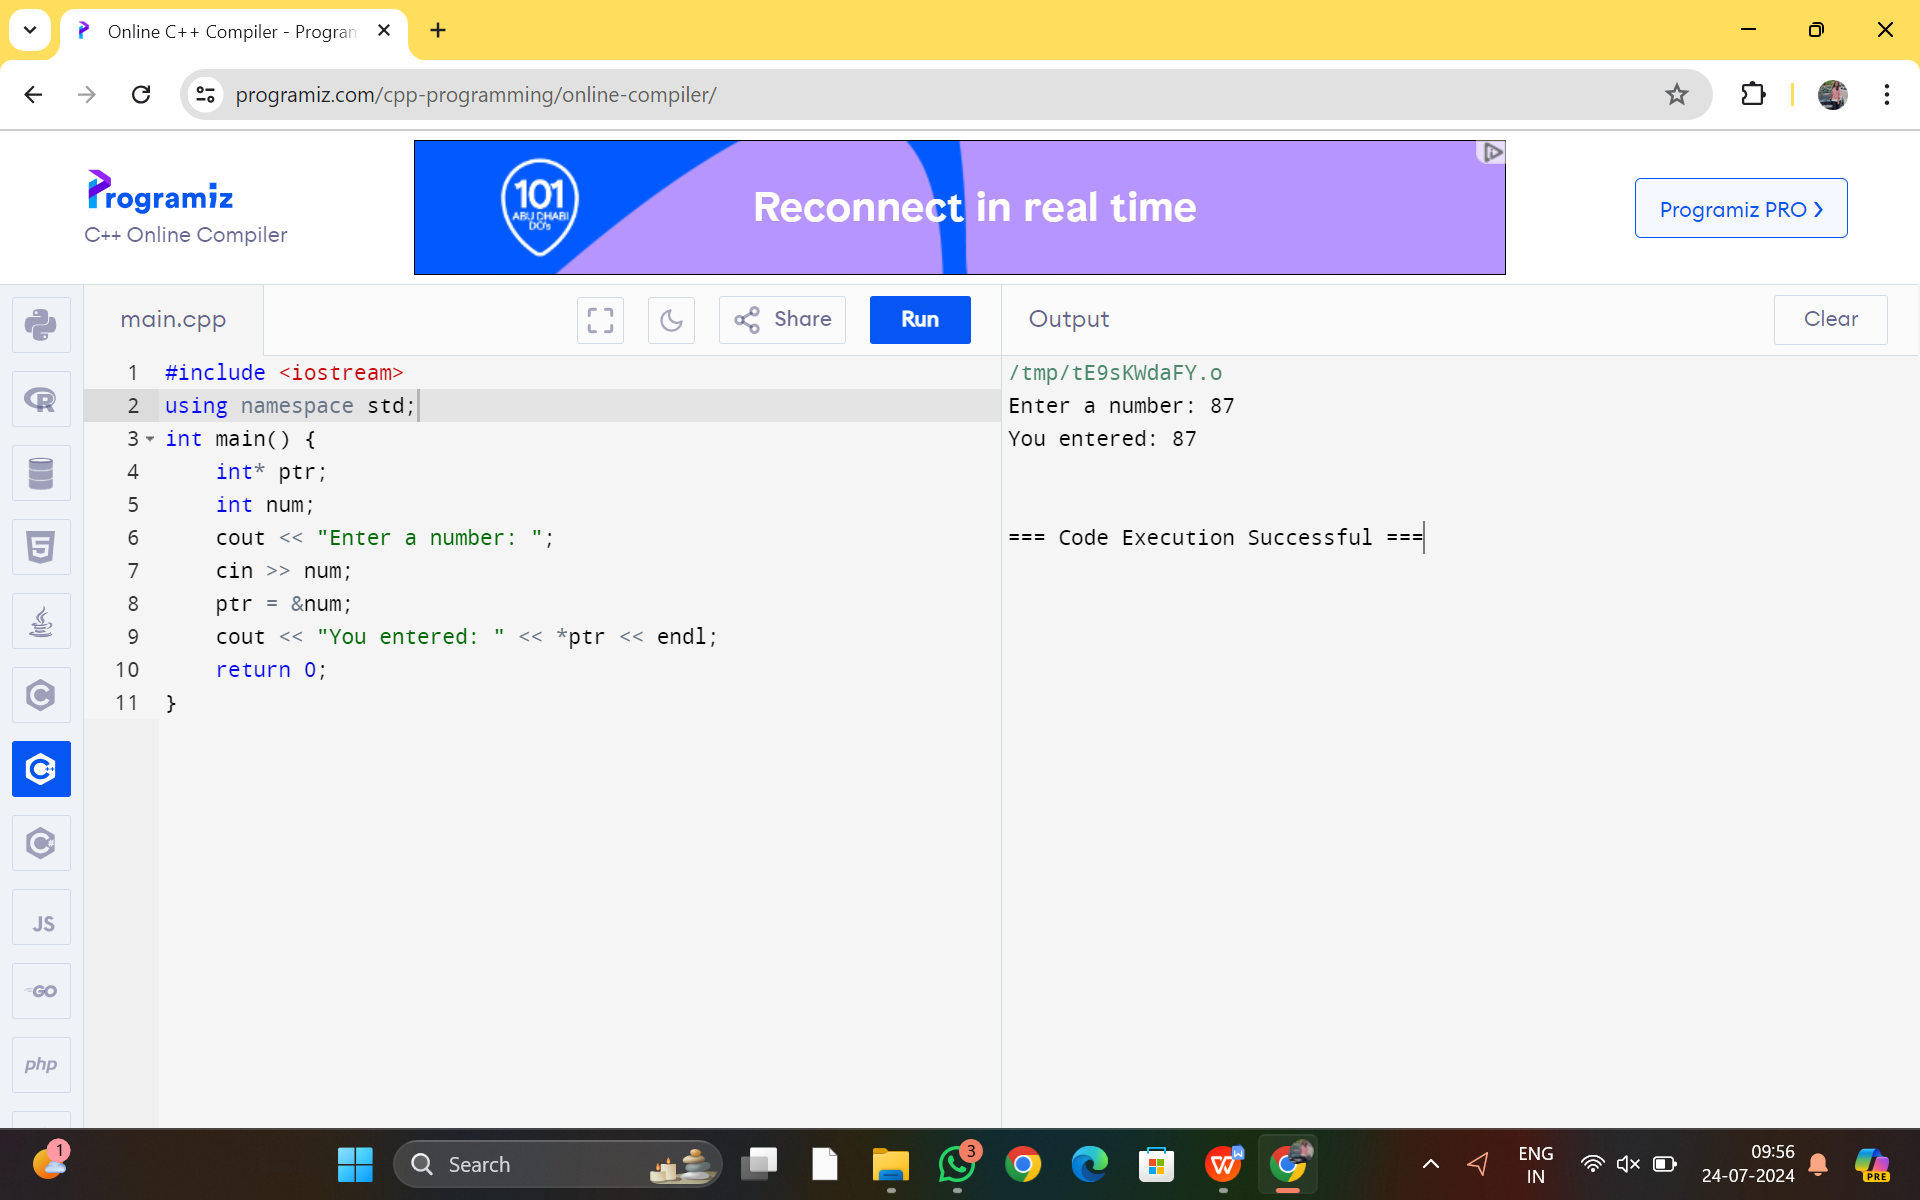 Online C++ Compiler - Program
programiz.com/cpp-programming/online-compiler/
Programiz
C++ Online Compiler
101
ABU DHABI
DO's
Reconnect in real time
Programiz PRO
main.cpp
Share
Run
Output
Clear
1 #include <iostream>
2 using namespace std;
3 int main() {
4 int* ptr;
5 int num;
6 cout << "Enter a number: ";
7 cin >> num;
8 ptr = &num;
9 cout << "You entered: " << *ptr << endl;
10 return 0;
11 }
/tmp/tE9sKWdaFY.o
Enter a number: 87
You entered: 87
=== Code Execution Successful ===
R
5
C
C++
C#
JS
GO
php
1
Search
3
W
W
ENG
IN
09:56
24-07-2024
PRE